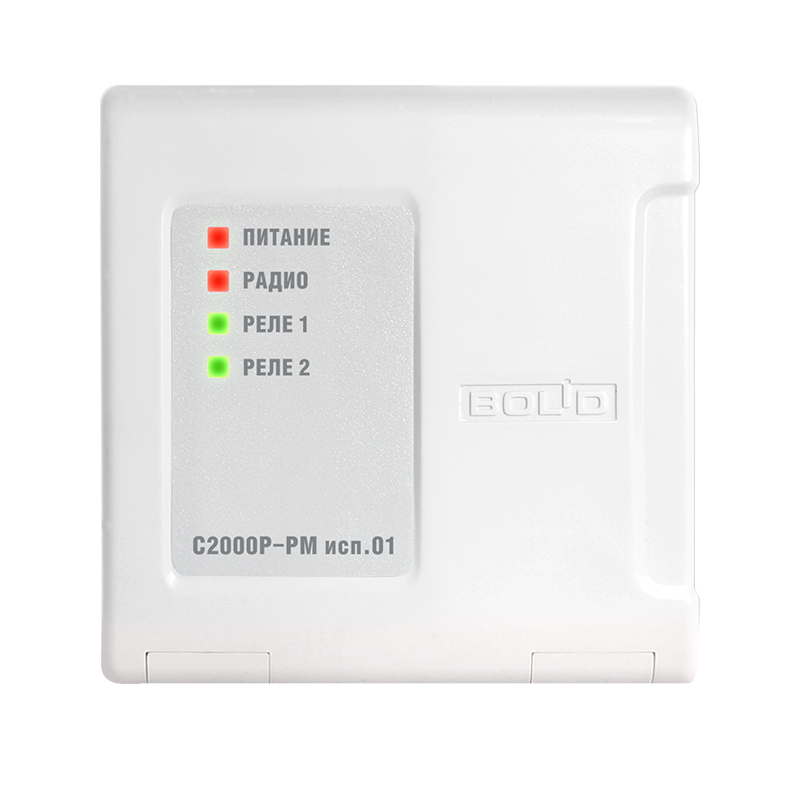 ПИТАНИЕ
РАДИО
РЕЛЕ 1
РЕЛЕ 2
BOLID
С2000Р-РМ исп.01